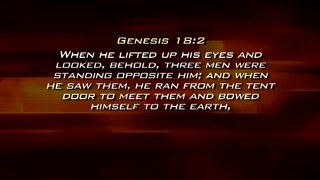 Genesis 18:2
When he lifted up his eyes and
looked, behold, three men were
standing opposite him; and when
he saw them, he ran from the tent
door to meet them and bowed
himself to the earth,